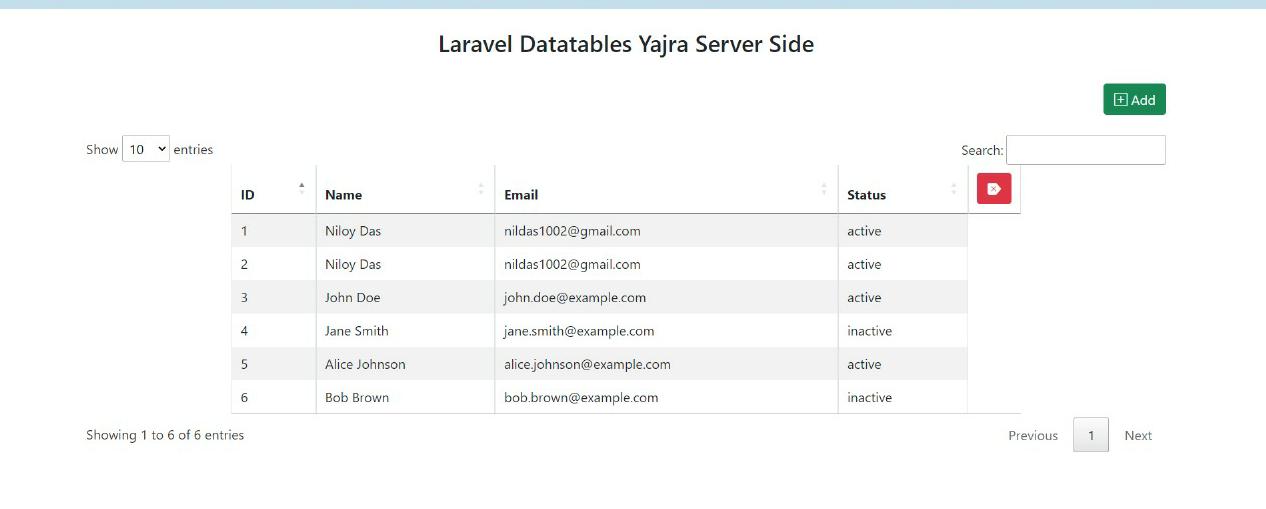 Laravel Datatables Yajra Server Side
Add
Show 10 entries Search:
ID Name Email Status
1 Niloy Das nildas1002@gmail.com active
2 Niloy Das nildas1002@gmail.com active
3 John Doe john.doe@example.com active
4 Jane Smith jane.smith@example.com inactive
5 Alice Johnson alice.johnson@example.com active
6 Bob Brown bob.brown@example.com inactive
Showing 1 to 6 of 6 entries Previous 1 Next